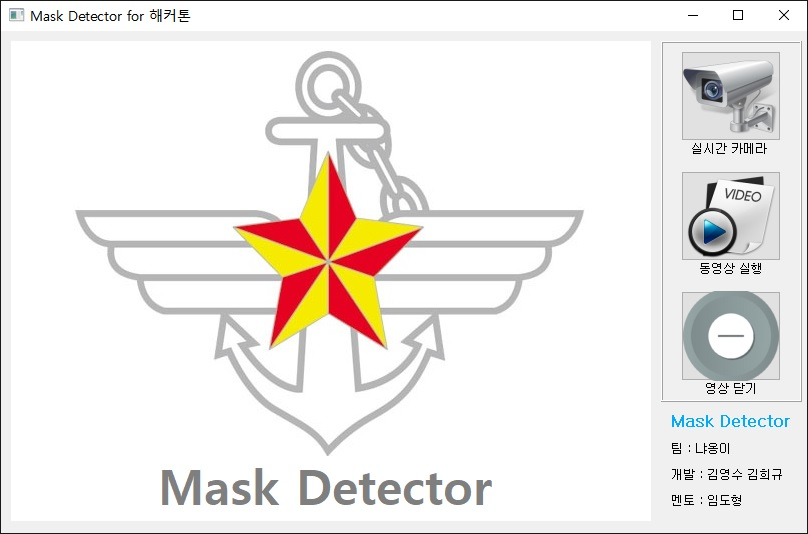 Mask Detector for 해커톤
Mask Detector
실시간 카메라
VIDEO
동영상 실행
영상 닫기
Mask Detector
팀 : 냐옹이
개발 : 김영수 김희규
멘토 : 임도형